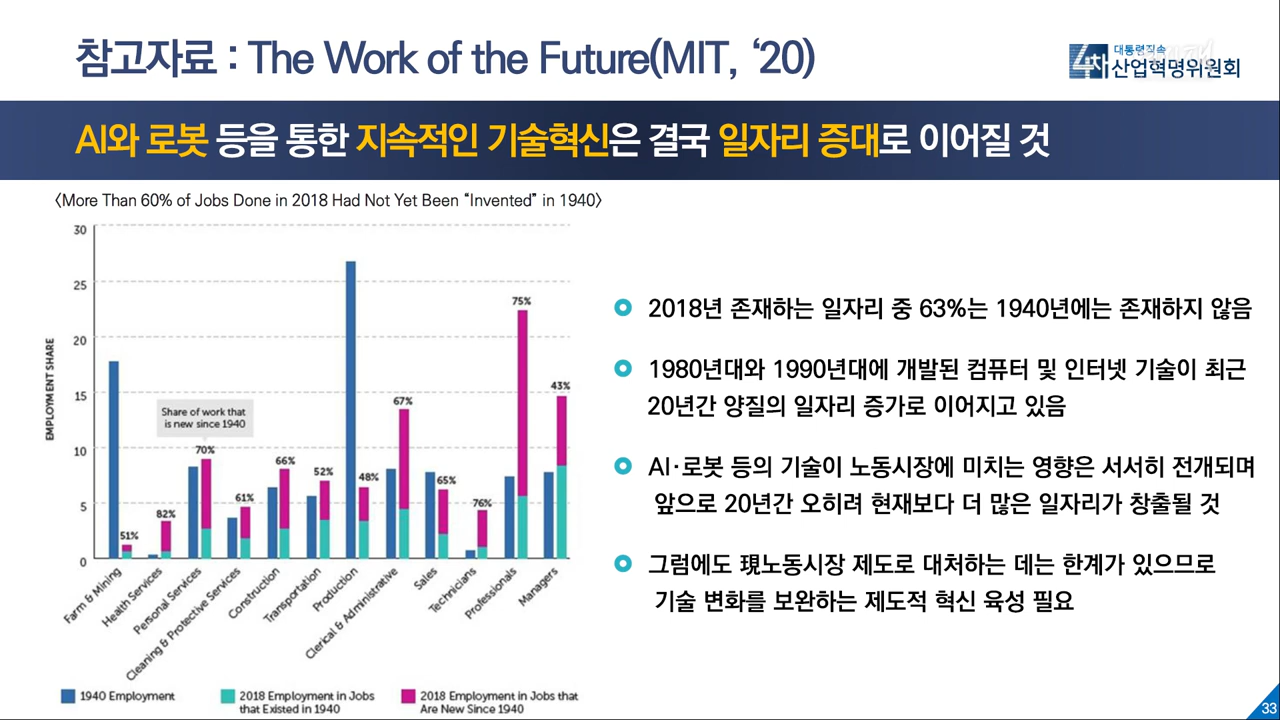 참고자료 : The Work of the Future(MIT, ‘20)
대통령직속
4차 산업혁명위원회
AI와 로봇 등을 통한 지속적인 기술혁신은 결국 일자리 증대로 이어질 것
〈More Than 60% of Jobs Done in 2018 Had Not Yet Been “Invented” in 1940〉
EMPLOYMENT SHARE
30
25
20
15
10
5
0
Share of work that
is new since 1940
51%
82%
70%
61%
66%
52%
48%
67%
65%
76%
75%
43%
Farm & Mining
Health Services
Personal Services
Cleaning & Protective Services
Construction
Transportation
Production
Clerical & Administrative
Sales
Technicians
Professionals
Managers
1940 Employment
2018 Employment in Jobs
that Existed in 1940
2018 Employment in Jobs that
Are New Since 1940
2018년 존재하는 일자리 중 63%는 1940년에는 존재하지 않음
1980년대와 1990년대에 개발된 컴퓨터 및 인터넷 기술이 최근
20년간 양질의 일자리 증가로 이어지고 있음
AI·로봇 등의 기술이 노동시장에 미치는 영향은 서서히 전개되며
앞으로 20년간 오히려 현재보다 더 많은 일자리가 창출될 것
그럼에도 現노동시장 제도로 대처하는 데는 한계가 있으므로
기술 변화를 보완하는 제도적 혁신 육성 필요
33